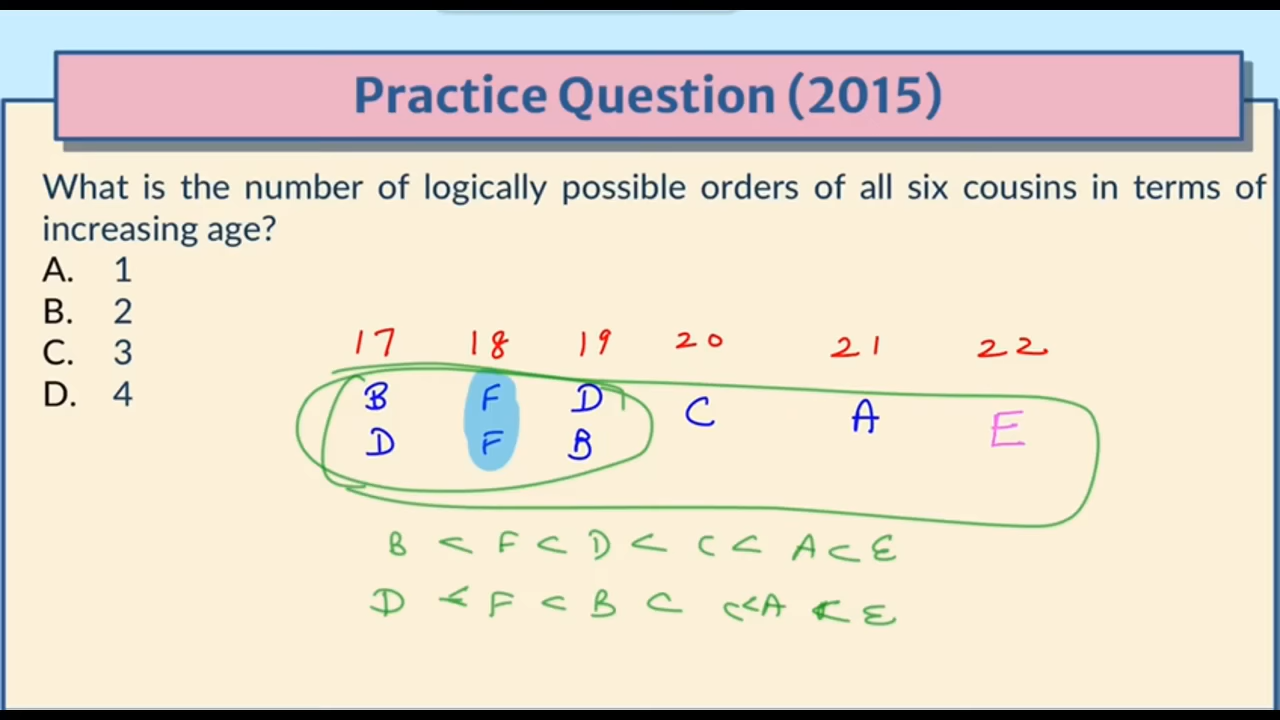 Practice Question (2015)
What is the number of logically possible orders of all six cousins in terms of
increasing age?
A. 1
B. 2
C. 3
D. 4
17 18 19 20 21 22
B F D C A E
D F B
B < F < D < C < A < E
D < F < B < C < A < E